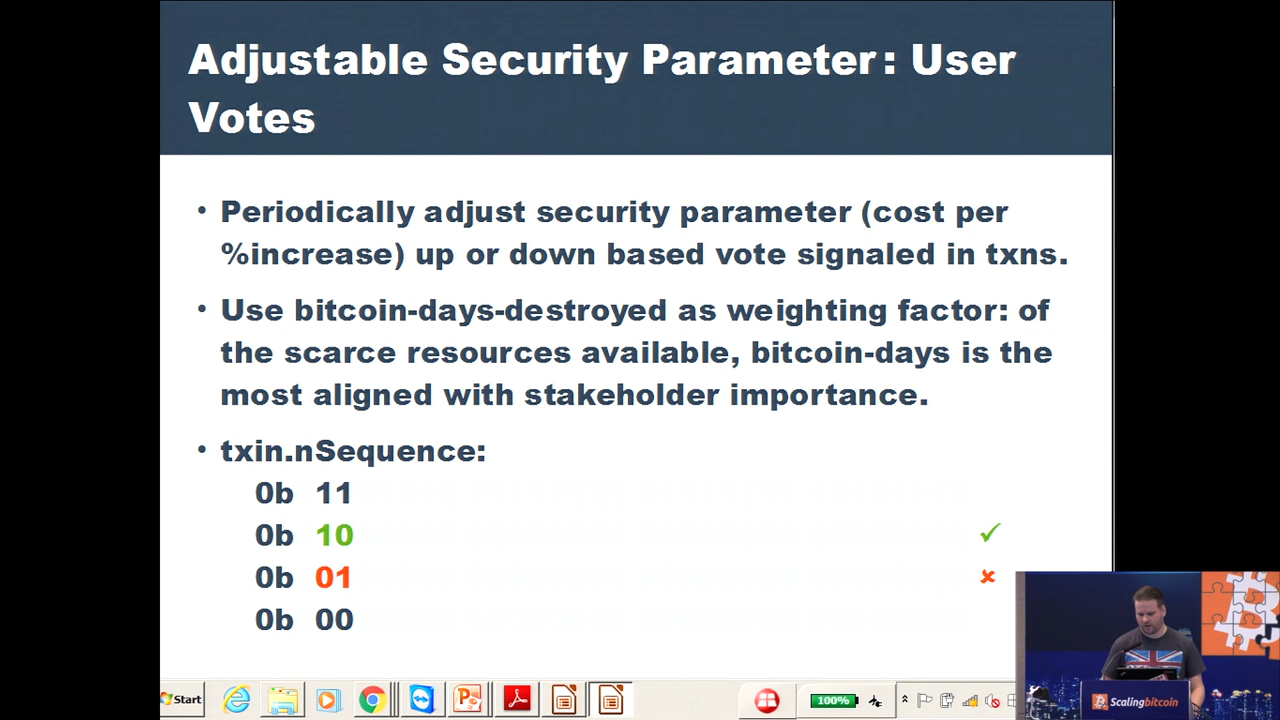 Adjustable Security Parameter: User
Votes
• Periodically adjust security parameter (cost per
%increase) up or down based vote signaled in txns.
• Use bitcoin-days-destroyed as weighting factor: of
the scarce resources available, bitcoin-days is the
most aligned with stakeholder importance.
• txin.nSequence:
0b 11
0b 10 ✓
0b 01 ✘
0b 00
Start
100%
Scalingbitcoin